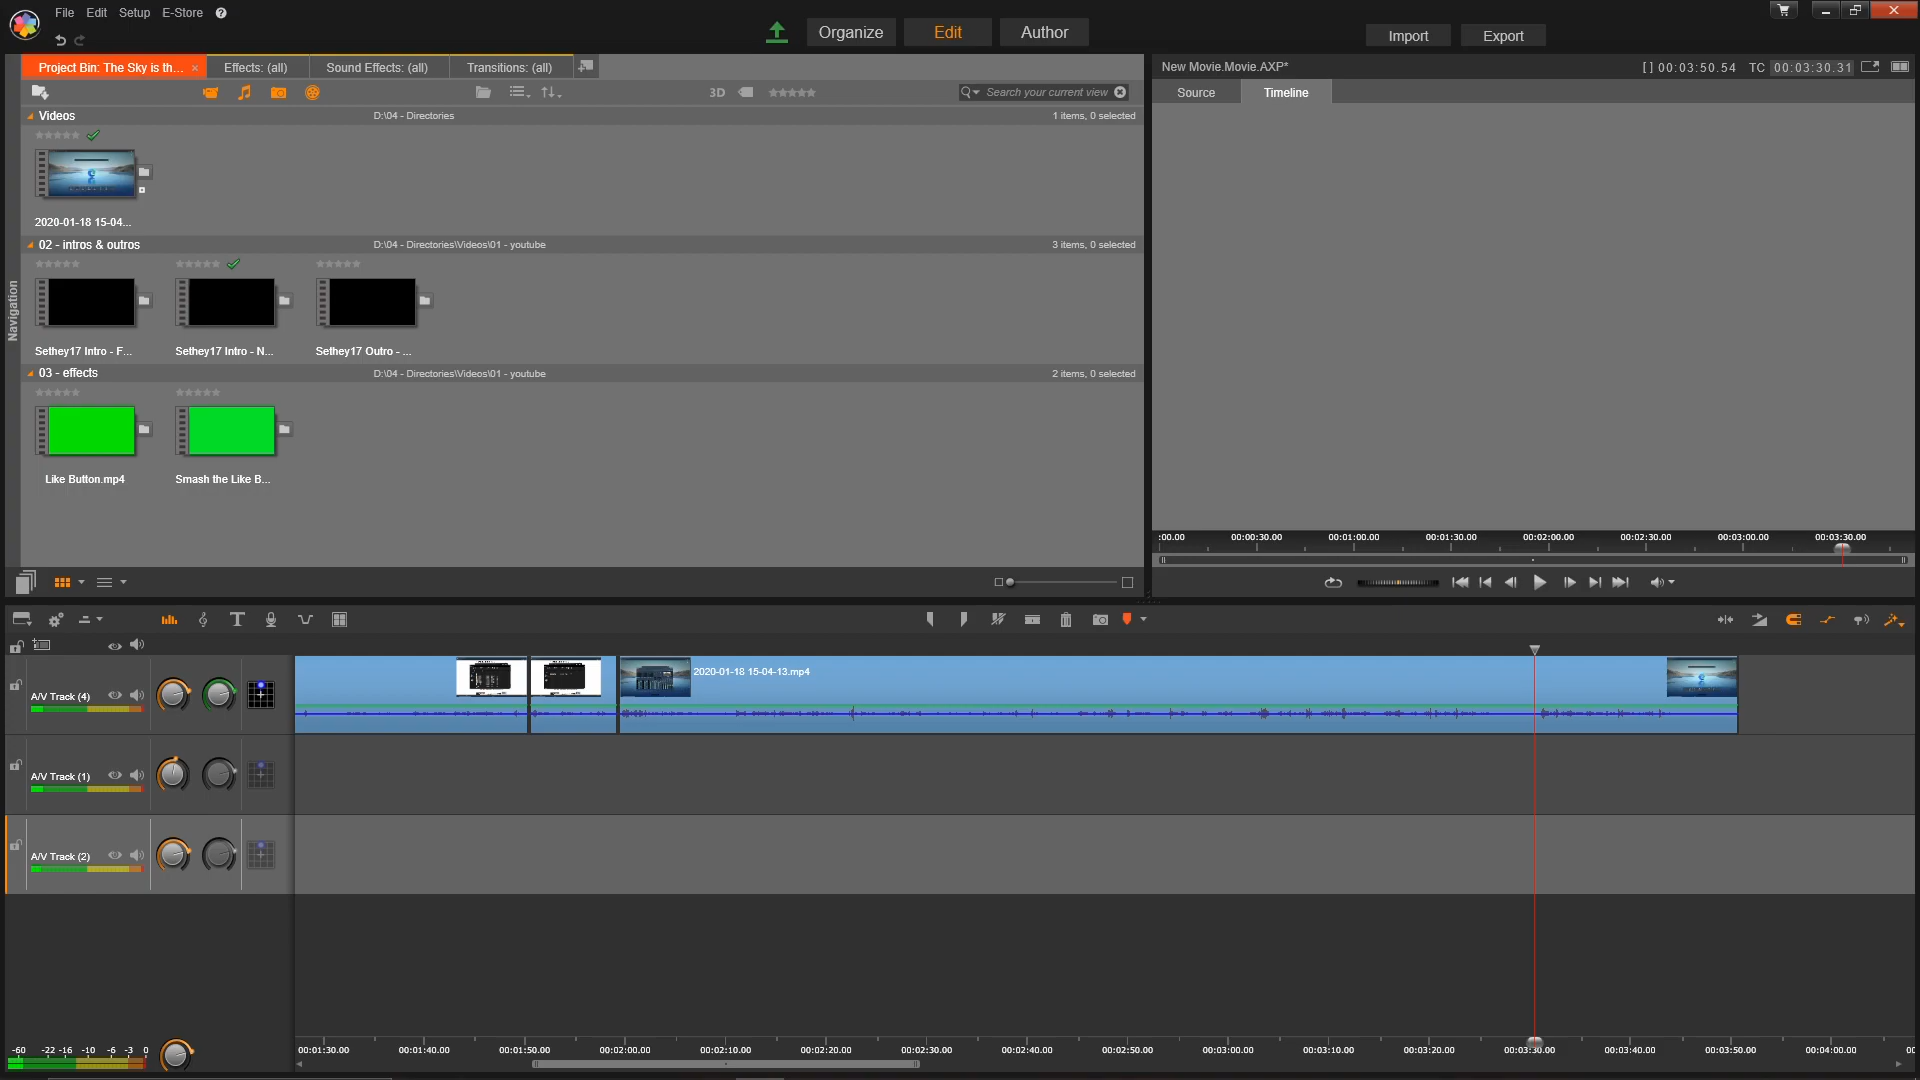 File Edit Setup E-Store ?
Organize Edit Author
Import Export
Project Bin: The Sky is th... × Effects: (all) Sound Effects: (all) Transitions: (all)
New Movie.Movie.AXP*
[ ] 00:03:50.54 TC 00:03:30.31
3D Search your current view
Source Timeline
Videos D:\04 - Directories 1 items, 0 selected
2020-01-18 15-04...
02 - intros & outros D:\04 - Directories\Videos\01 - youtube 3 items, 0 selected
Navigation
Sethey17 Intro - F... Sethey17 Intro - N... Sethey17 Outro - ...
03 - effects D:\04 - Directories\Videos\01 - youtube 2 items, 0 selected
Like Button.mp4 Smash the Like B...
:00.00 00:00:30.00 00:01:00.00 00:01:30.00 00:02:00.00 00:02:30.00 00:03:00.00 00:03:30.00
A/V Track (4)
2020-01-18 15-04-13.mp4
A/V Track (1)
A/V Track (2)
-60 -22 -16 -10 -6 -3 0
00:01:30.00 00:01:40.00 00:01:50.00 00:02:00.00 00:02:10.00 00:02:20.00 00:02:30.00 00:02:40.00 00:02:50.00 00:03:00.00 00:03:10.00 00:03:20.00 00:03:30.00 00:03:40.00 00:03:50.00 00:04:00.00